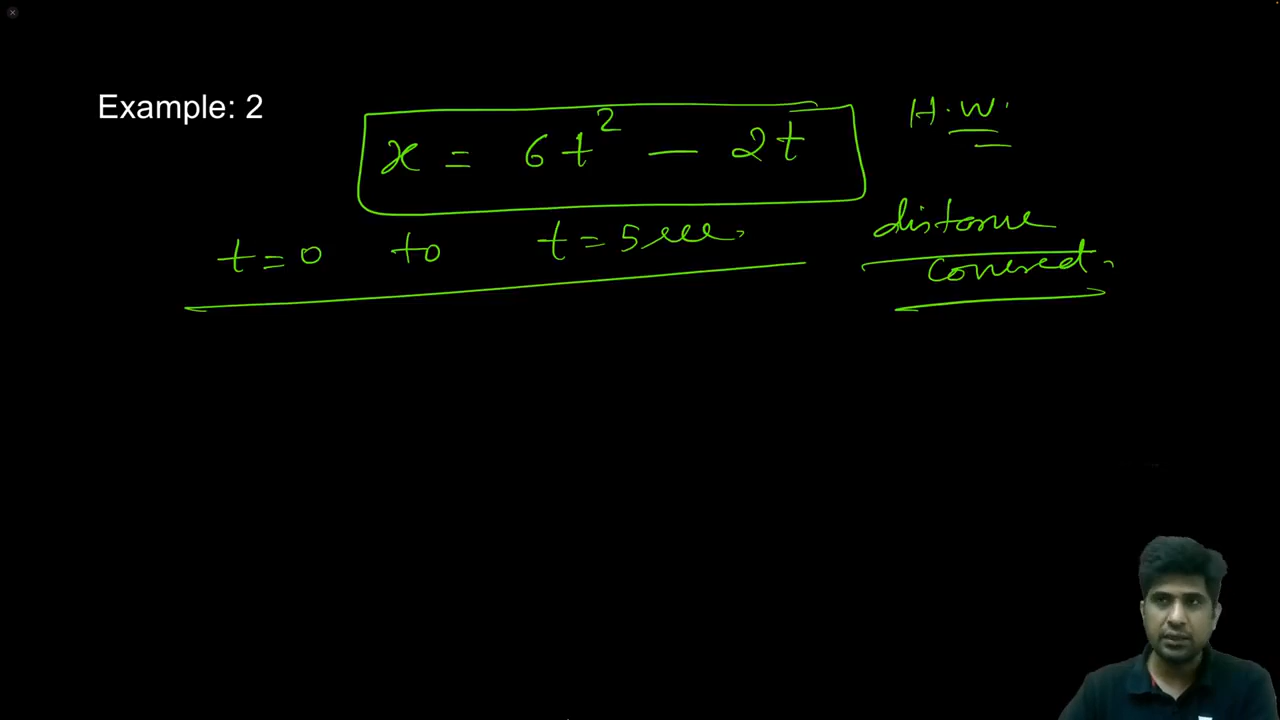 Example: 2
x = 6t² — 2t
H.W.
t = 0 to t = 5 sec.
distance
covered.